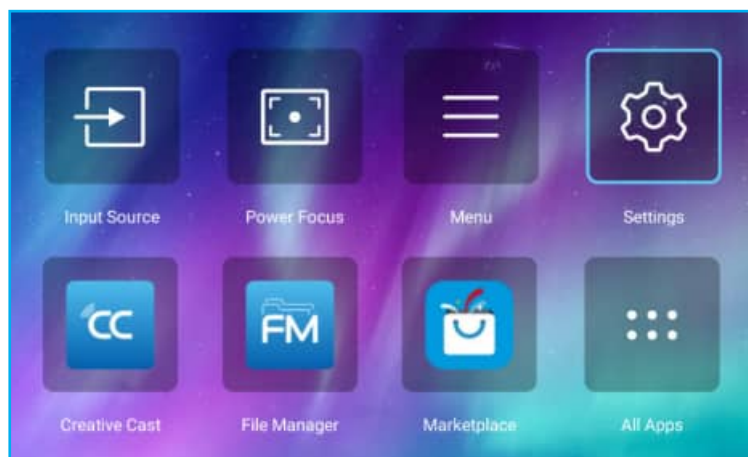 Input Source
Power Focus
Menu
Settings
CC
FM
Creative Cast
File Manager
Marketplace
All Apps